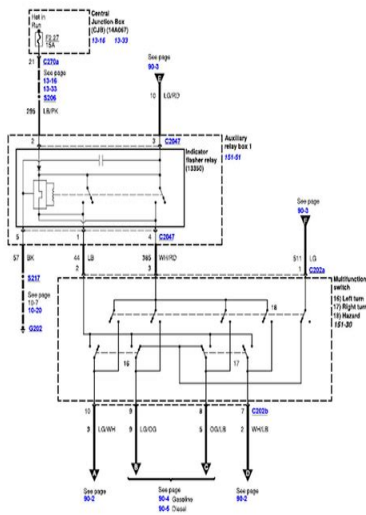 Hot in
Run
F2.27
15A
Central
Junction Box
(CJB) (14A067)
13-16 13-33
21 C270a
See page
13-16
13-33
S206
295 LB/PK
See page
90-3
E
10 LG/RD
2
3 C2047
Auxiliary
relay box 1
151-51
Indicator
flasher relay
(13350)
5
1
4 C2047
57 BK
44 LB
365 WH/RD
2
3
S217
See page
10-7
10-20
G202
See page
90-3
F
511 LG
1 C202a
Multifunction
switch
16) Left turn
17) Right turn
18) Hazard
151-30
18
16
17
10
9
8
7 C202b
3 LG/WH
9 LG/OG
5 OG/LB
2 WH/LB
A
B
C
D
See page
90-2
See page
90-4 Gasoline
90-5 Diesel
See page
90-2